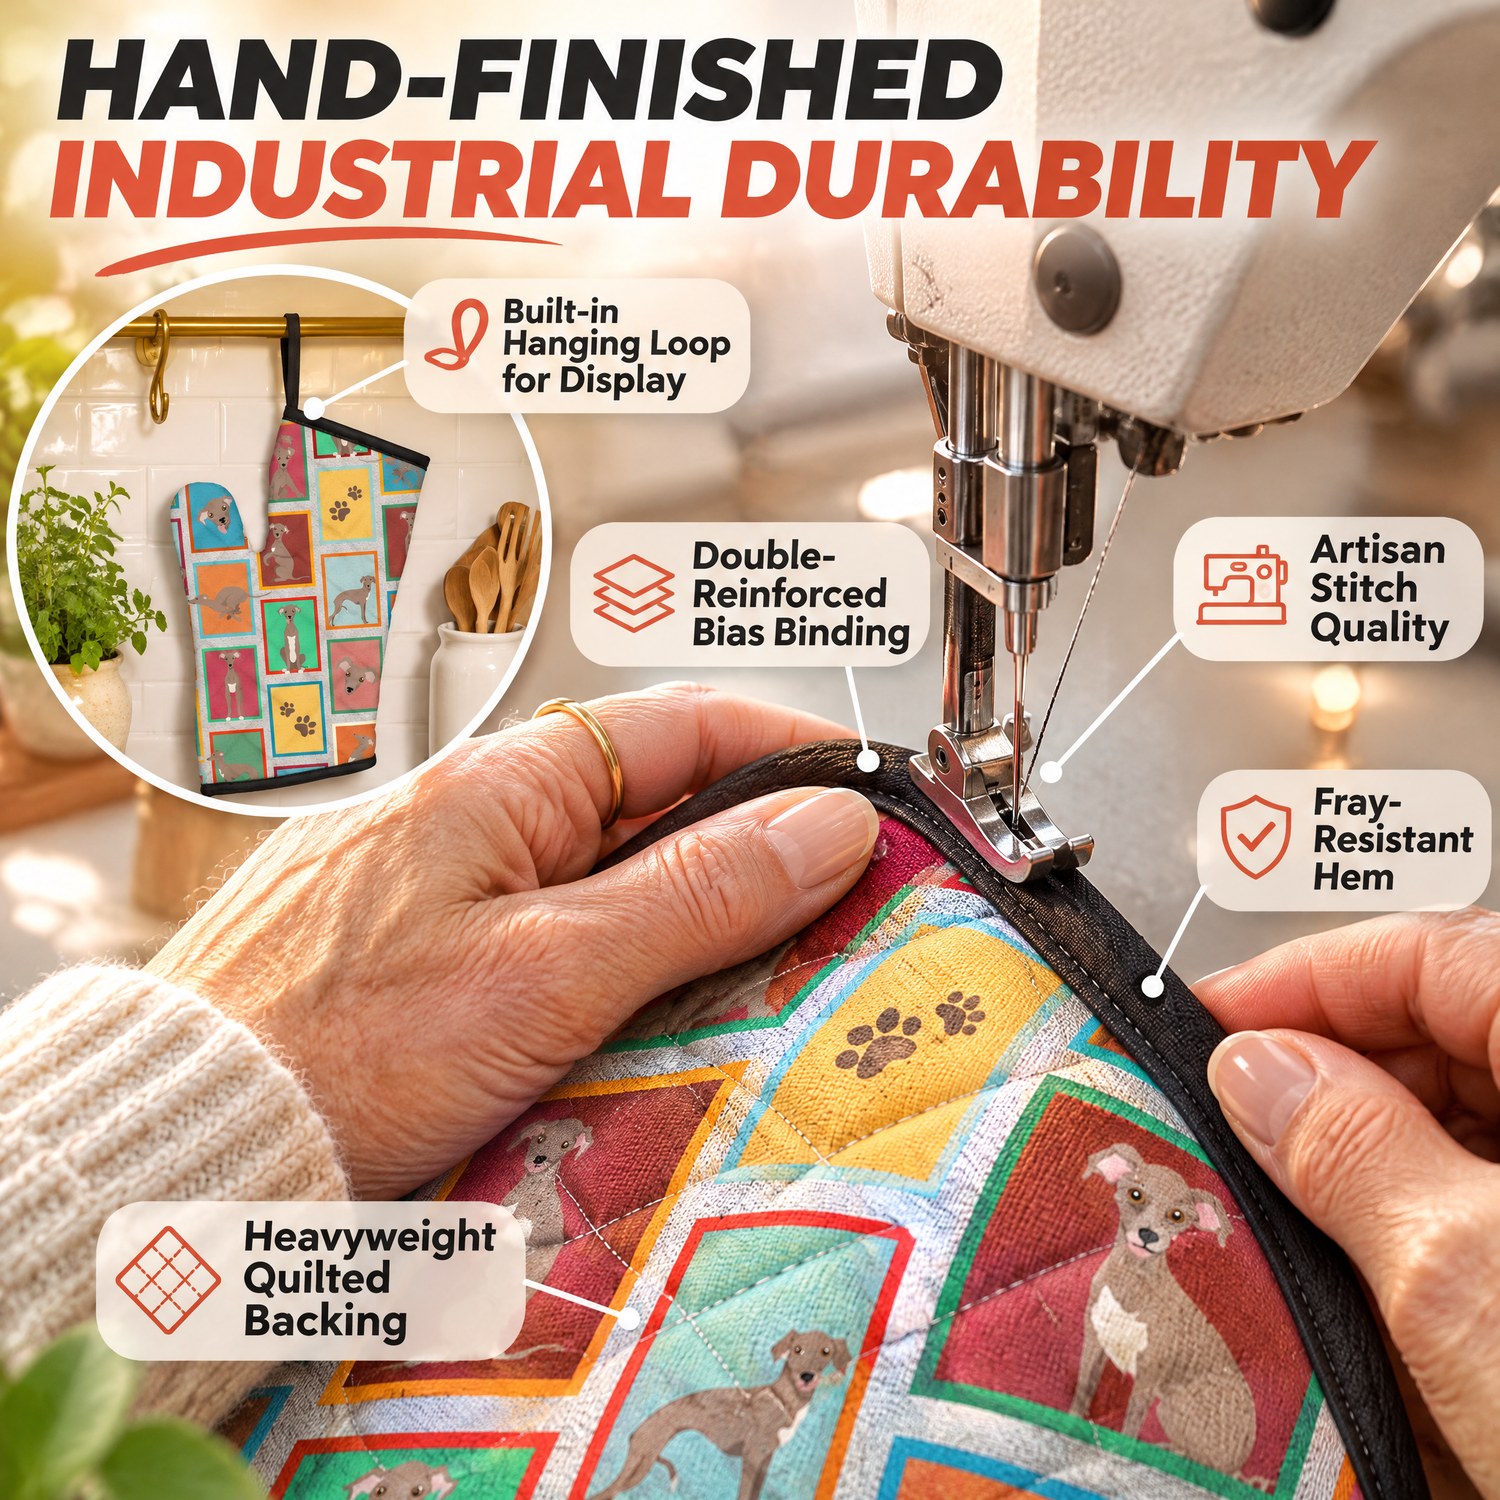 HAND-FINISHED
INDUSTRIAL DURABILITY
Built-in
Hanging Loop
for Display
Double-
Reinforced
Bias Binding
Artisan
Stitch
Quality
Fray-
Resistant
Hem
Heavyweight
Quilted
Backing